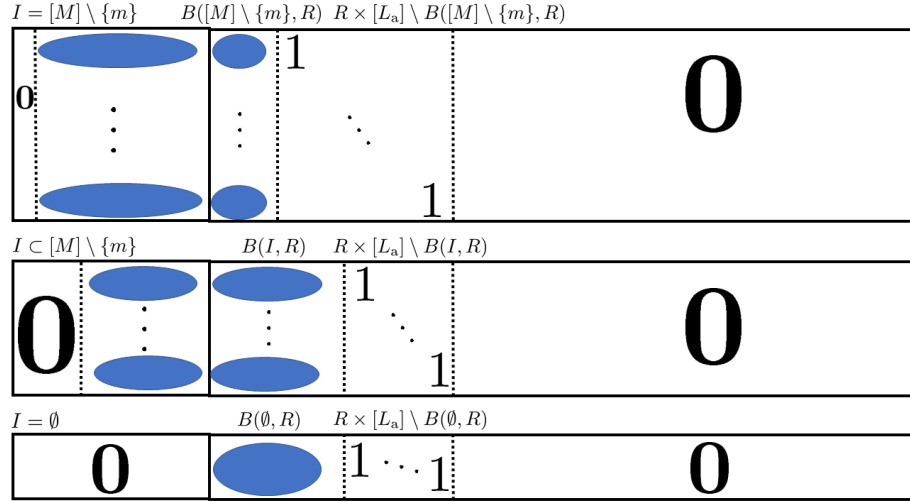 I = [M] \ {m} B([M] \ {m}, R) R × [L_a] \ B([M] \ {m}, R)
0 1 1 0
I ⊂ [M] \ {m} B(I, R) R × [L_a] \ B(I, R)
0 1 1 0
I = ∅ B(∅, R) R × [L_a] \ B(∅, R)
0 1 ⋯ 1 0